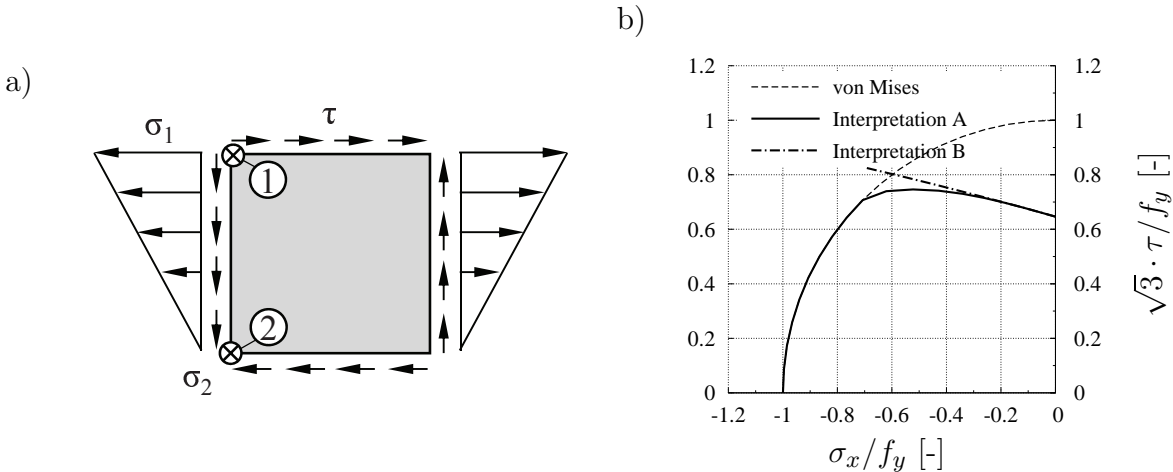 a)
σ1
τ
1
2
σ2
b)
von Mises
Interpretation A
Interpretation B
1.2
1
0.8
0.6
0.4
0.2
0
1.2
1
0.8
0.6
0.4
0.2
0
-1.2 -1 -0.8 -0.6 -0.4 -0.2 0
σx/fy [-]
√3 · τ/fy [-]